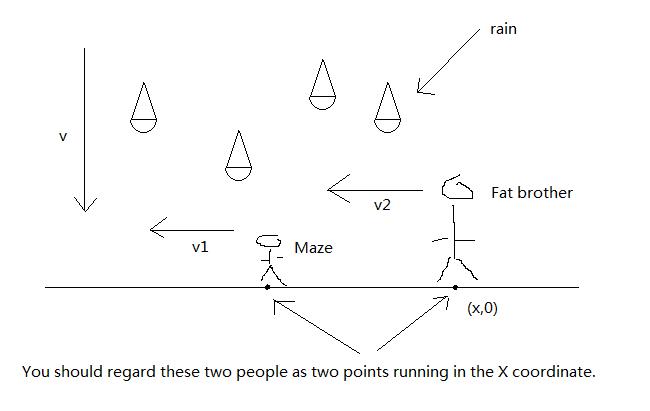 rain
v
Fat brother
v2
v1
Maze
(x,0)
You should regard these two people as two points running in the X coordinate.